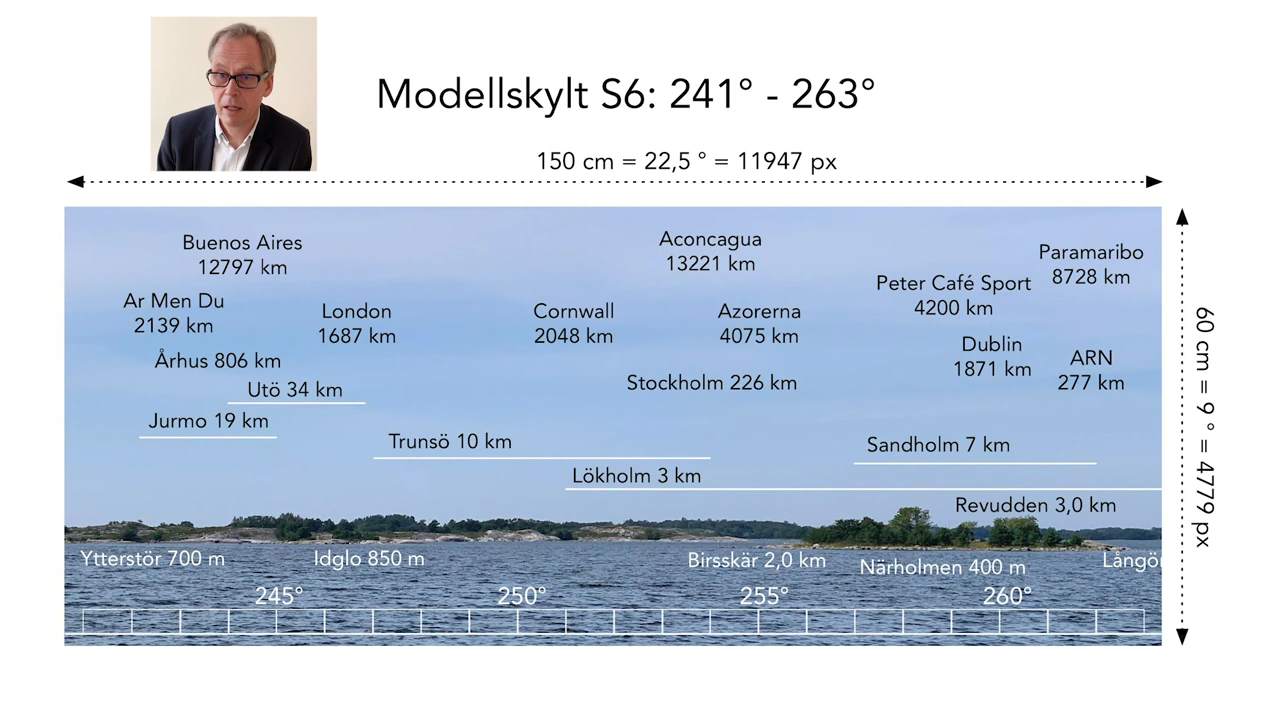 Modellskylt S6: 241° - 263°
150 cm = 22,5 ° = 11947 px
Buenos Aires
12797 km
Aconcagua
13221 km
Paramaribo
8728 km
Peter Café Sport
4200 km
Ar Men Du
2139 km
London
1687 km
Cornwall
2048 km
Azorerna
4075 km
Dublin
1871 km
ARN
277 km
Århus 806 km
Stockholm 226 km
Utö 34 km
Jurmo 19 km
Trunsö 10 km
Sandholm 7 km
Lökholm 3 km
Revudden 3,0 km
Ytterstör 700 m
Idglo 850 m
Birsskär 2,0 km
Närholmen 400 m
Långör
245°
250°
255°
260°
60 cm = 9 ° = 4779 px